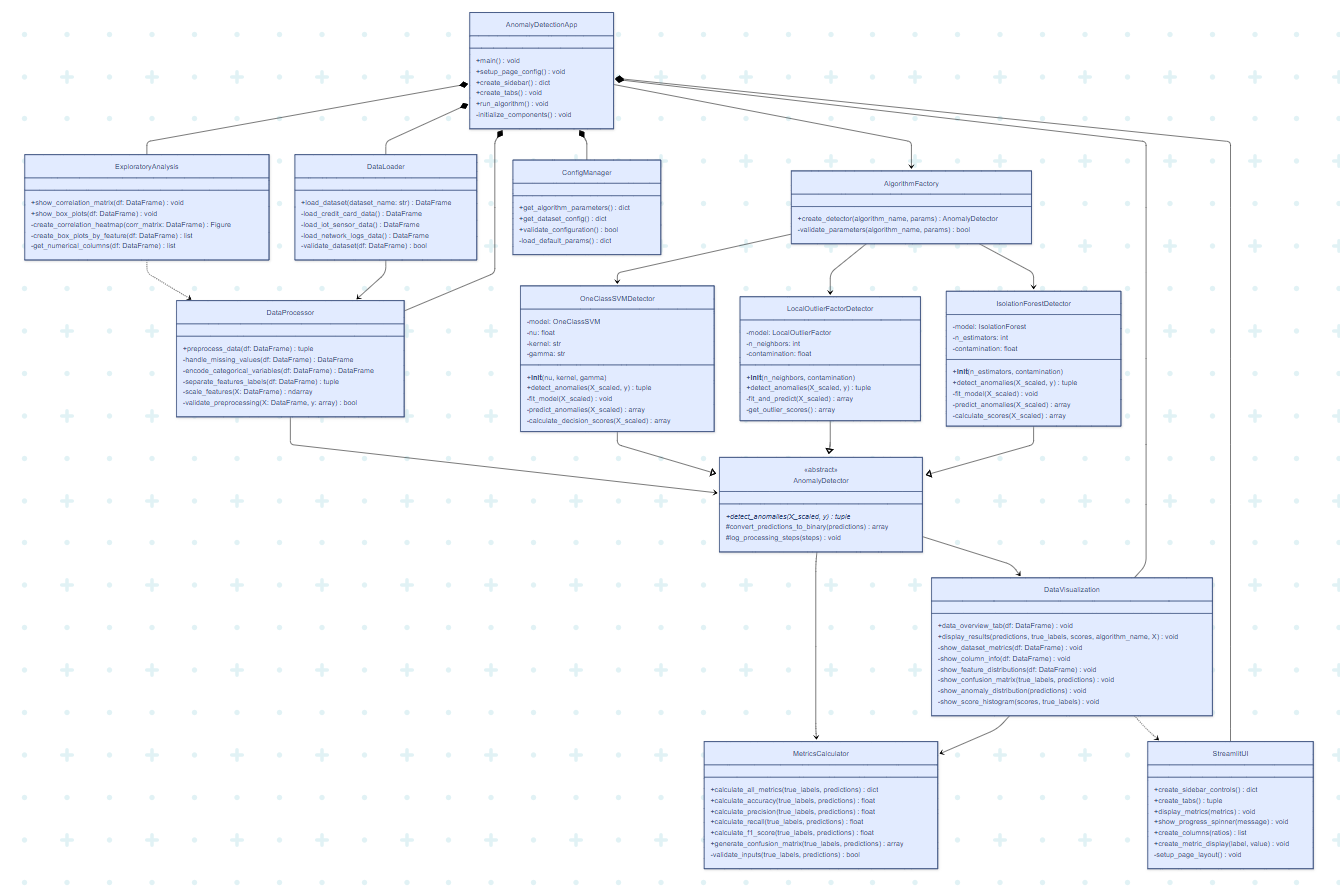 AnomalyDetectionApp
+main() : void
+setup_page_config() : void
+create_sidebar() : dict
+create_tabs() : void
+run_algorithm() : void
-initialize_components() : void
ExploratoryAnalysis
+show_correlation_matrix(df: DataFrame) : void
+show_box_plots(df: DataFrame) : void
-create_correlation_heatmap(corr_matrix: DataFrame) : Figure
-create_box_plots_by_feature(df: DataFrame) : list
-get_numerical_columns(df: DataFrame) : list
DataLoader
+load_dataset(dataset_name: str) : DataFrame
-load_credit_card_data() : DataFrame
-load_iot_sensor_data() : DataFrame
-load_network_logs_data() : DataFrame
-validate_dataset(df: DataFrame) : bool
ConfigManager
+get_algorithm_parameters() : dict
+get_dataset_config() : dict
+validate_configuration() : bool
-load_default_params() : dict
AlgorithmFactory
+create_detector(algorithm_name, params) : AnomalyDetector
-validate_parameters(algorithm_name, params) : bool
DataProcessor
+preprocess_data(df: DataFrame) : tuple
-handle_missing_values(df: DataFrame) : DataFrame
-encode_categorical_variables(df: DataFrame) : DataFrame
-separate_features_labels(df: DataFrame) : tuple
-scale_features(X: DataFrame) : ndarray
-validate_preprocessing(X: DataFrame, y: array) : bool
OneClassSVMDetector
-model: OneClassSVM
-nu: float
-kernel: str
-gamma: str
+init(nu, kernel, gamma)
+detect_anomalies(X_scaled, y) : tuple
-fit_model(X_scaled) : void
-predict_anomalies(X_scaled) : array
-calculate_decision_scores(X_scaled) : array
LocalOutlierFactorDetector
-model: LocalOutlierFactor
-n_neighbors: int
-contamination: float
+init(n_neighbors, contamination)
+detect_anomalies(X_scaled, y) : tuple
-fit_and_predict(X_scaled) : array
-get_outlier_scores() : array
IsolationForestDetector
-model: IsolationForest
-n_estimators: int
-contamination: float
+init(n_estimators, contamination)
+detect_anomalies(X_scaled, y) : tuple
-fit_model(X_scaled) : void
-predict_anomalies(X_scaled) : array
-calculate_scores(X_scaled) : array
«abstract»
AnomalyDetector
+detect_anomalies(X_scaled, y) : tuple
#convert_predictions_to_binary(predictions) : array
#log_processing_steps(steps) : void
DataVisualization
+data_overview_tab(df: DataFrame) : void
+display_results(predictions, true_labels, scores, algorithm_name, X) : void
-show_dataset_metrics(df: DataFrame) : void
-show_column_info(df: DataFrame) : void
-show_feature_distributions(df: DataFrame) : void
-show_confusion_matrix(true_labels, predictions) : void
-show_anomaly_distribution(predictions) : void
-show_score_histogram(scores, true_labels) : void
MetricsCalculator
+calculate_all_metrics(true_labels, predictions) : dict
+calculate_accuracy(true_labels, predictions) : float
+calculate_precision(true_labels, predictions) : float
+calculate_recall(true_labels, predictions) : float
+calculate_f1_score(true_labels, predictions) : float
+generate_confusion_matrix(true_labels, predictions) : array
-validate_inputs(true_labels, predictions) : bool
StreamlitUI
+create_sidebar_controls() : dict
+create_tabs() : tuple
+display_metrics(metrics) : void
+show_progress_spinner(message) : void
+create_columns(ratios) : list
+create_metric_display(label, value) : void
-setup_page_layout() : void